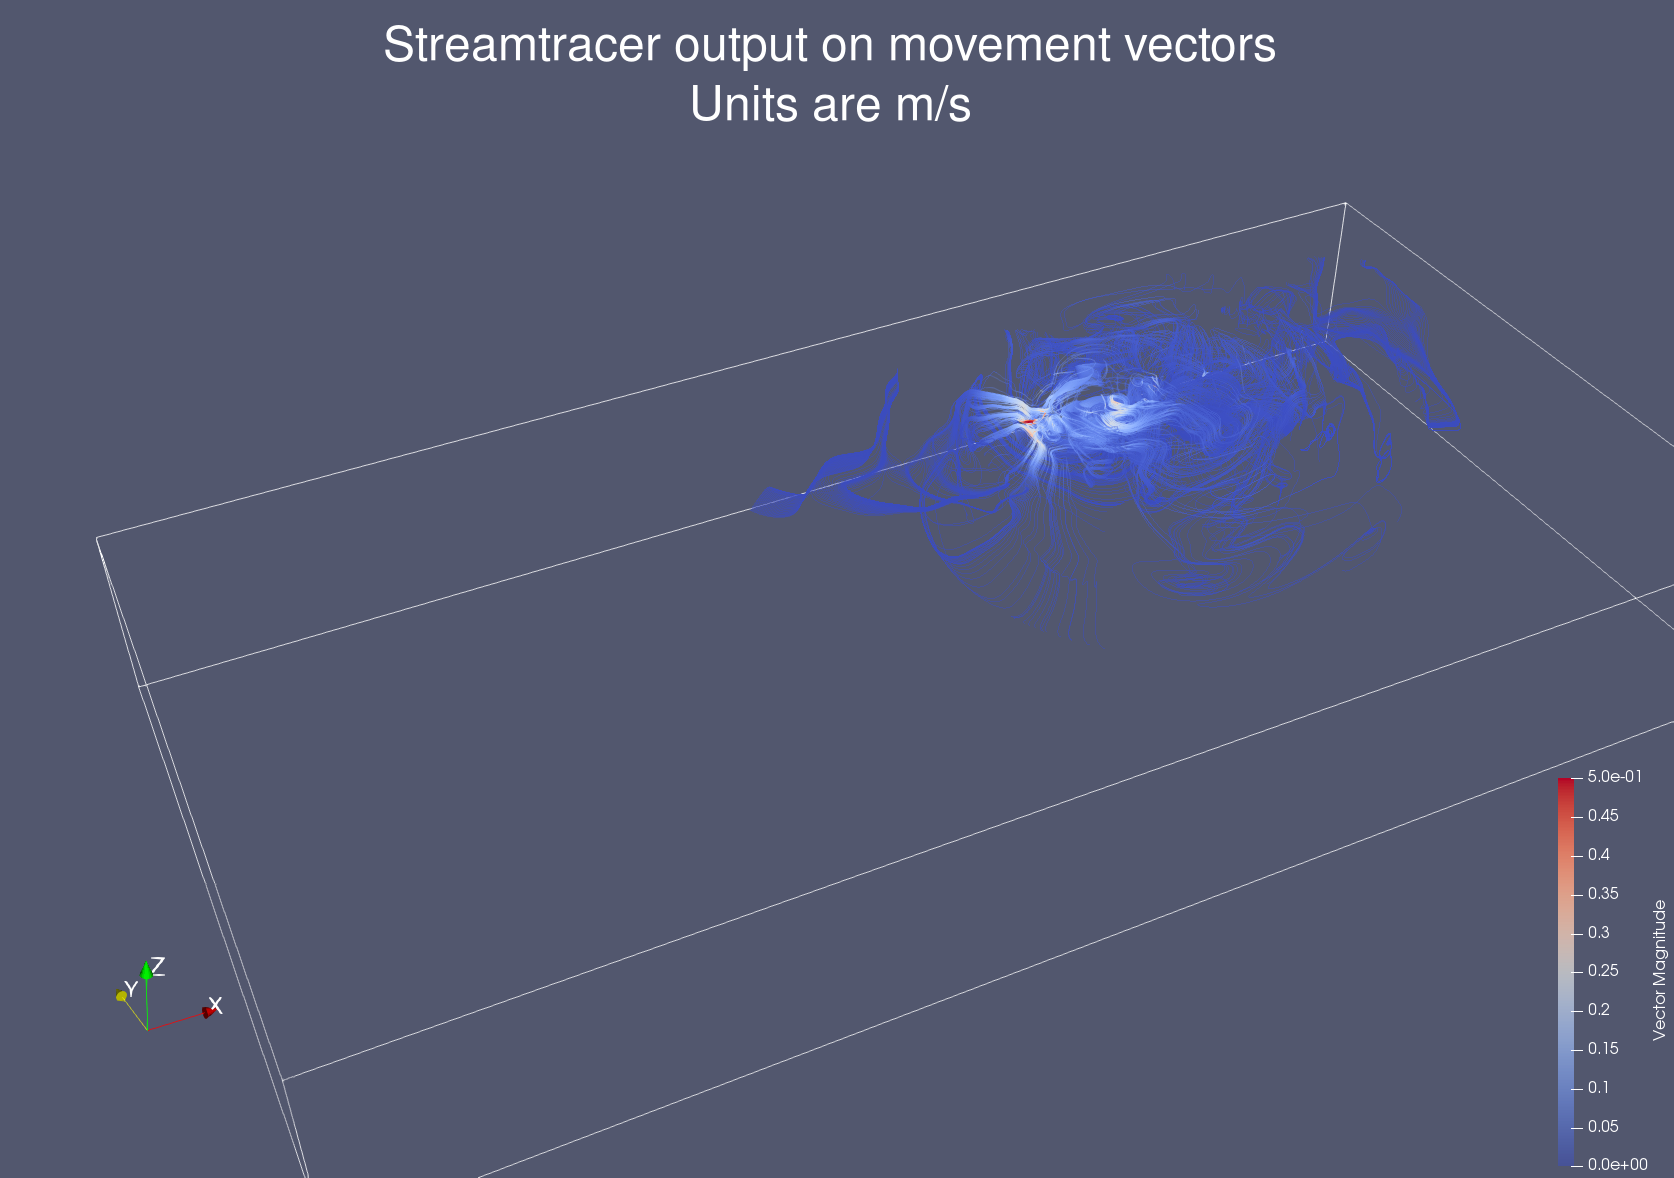 Streamtracer output on movement vectors
Units are m/s
5.0e-01
0.45
0.4
0.35
0.3
0.25
0.2
0.15
0.1
0.05
0.0e+00
Vector Magnitude
Z
Y
X